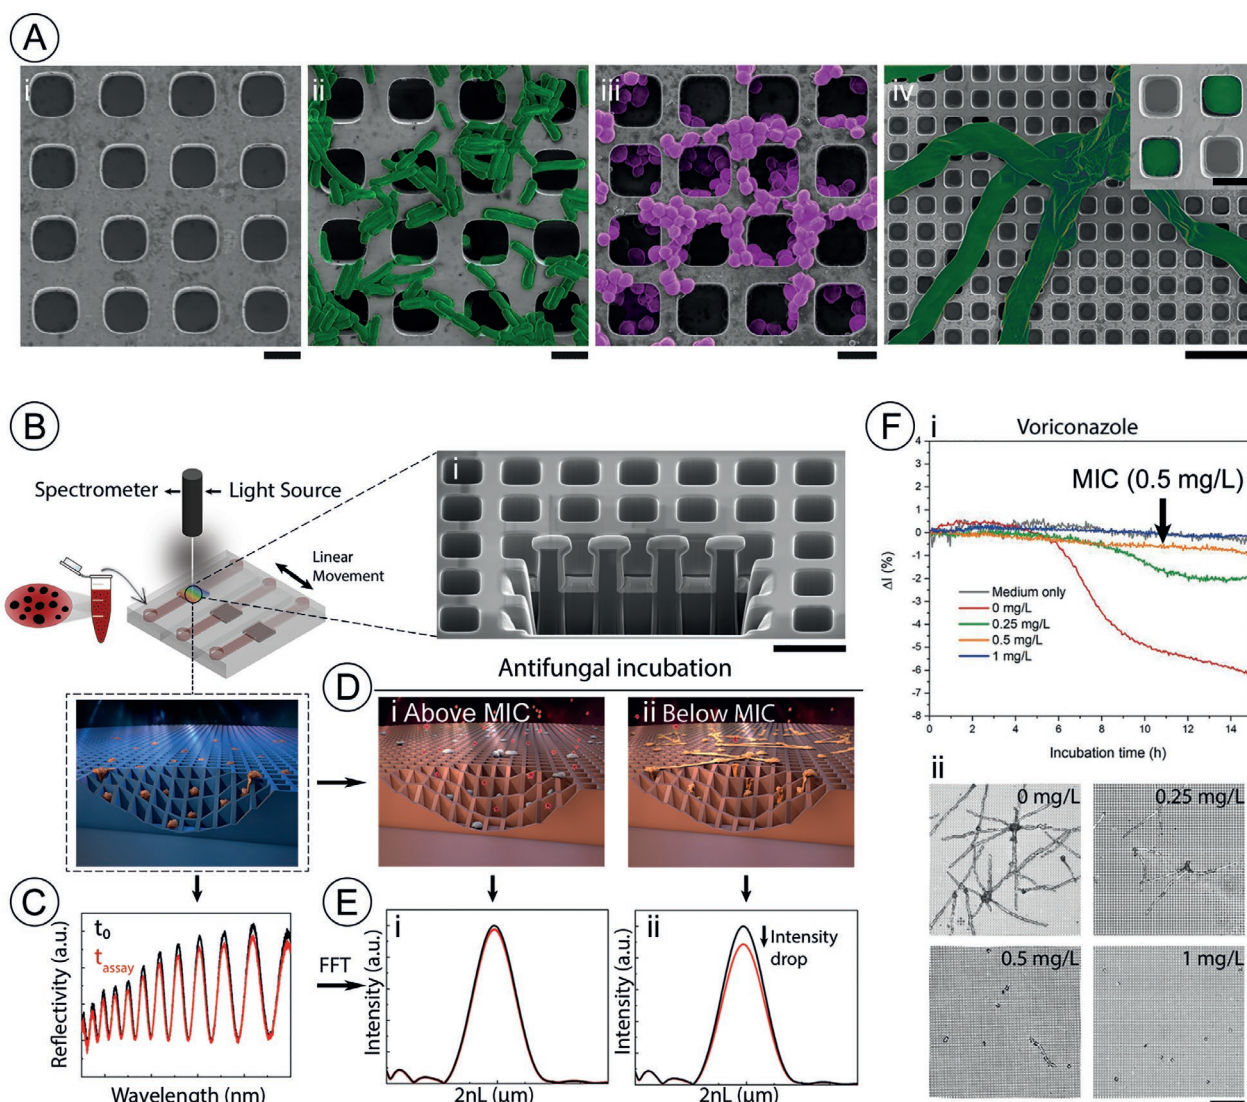 A
i
ii
iii
iv
B
Spectrometer
Light Source
Linear
Movement
i
C
t0
tassay
Reflectivity (a.u.)
Wavelength (nm)
FFT
Antifungal incubation
D
i Above MIC
ii Below MIC
E
i
Intensity (a.u.)
2nL (µm)
ii
Intensity
drop
Intensity (a.u.)
2nL (µm)
F
i
Voriconazole
MIC (0.5 mg/L)
4
3
2
1
0
-1
-2
-3
-4
-5
-6
-7
-8
ΔI (%)
Medium only
0 mg/L
0.25 mg/L
0.5 mg/L
1 mg/L
0 2 4 6 8 10 12 14
Incubation time (h)
ii
0 mg/L
0.25 mg/L
0.5 mg/L
1 mg/L